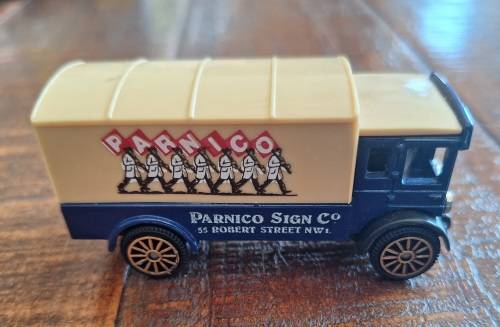 PARNICO
PARNICO SIGN Co
55 ROBERT STREET NW1.